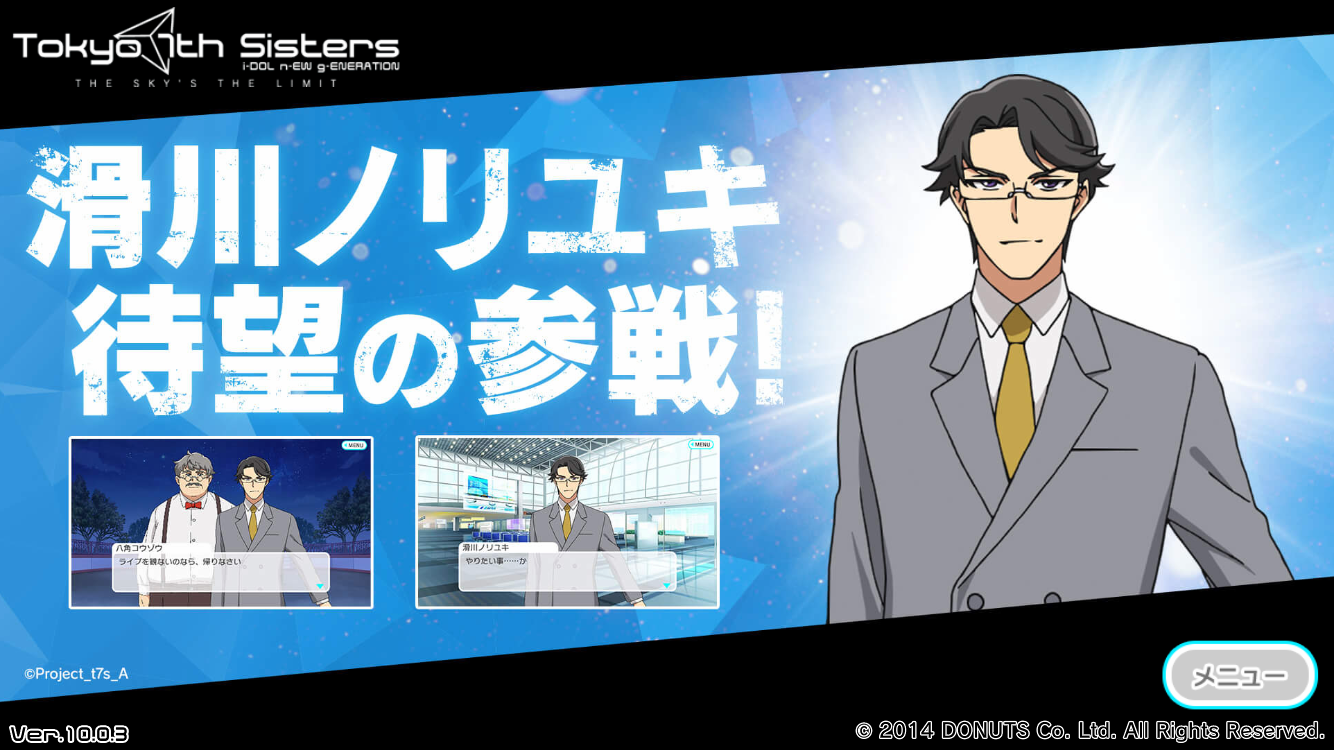 Tokyo 7th Sisters
i-DOL n-EW g-ENERATION
THE SKY'S THE LIMIT
滑川ノリユキ
待望の参戦!
MENU
八角コウゾウ
ライブを観ないのなら、帰りなさい
MENU
滑川ノリユキ
やりたい事……か
©Project_t7s_A
メニュー
Ver.10.0.3
© 2014 DONUTS Co. Ltd. All Rights Reserved.